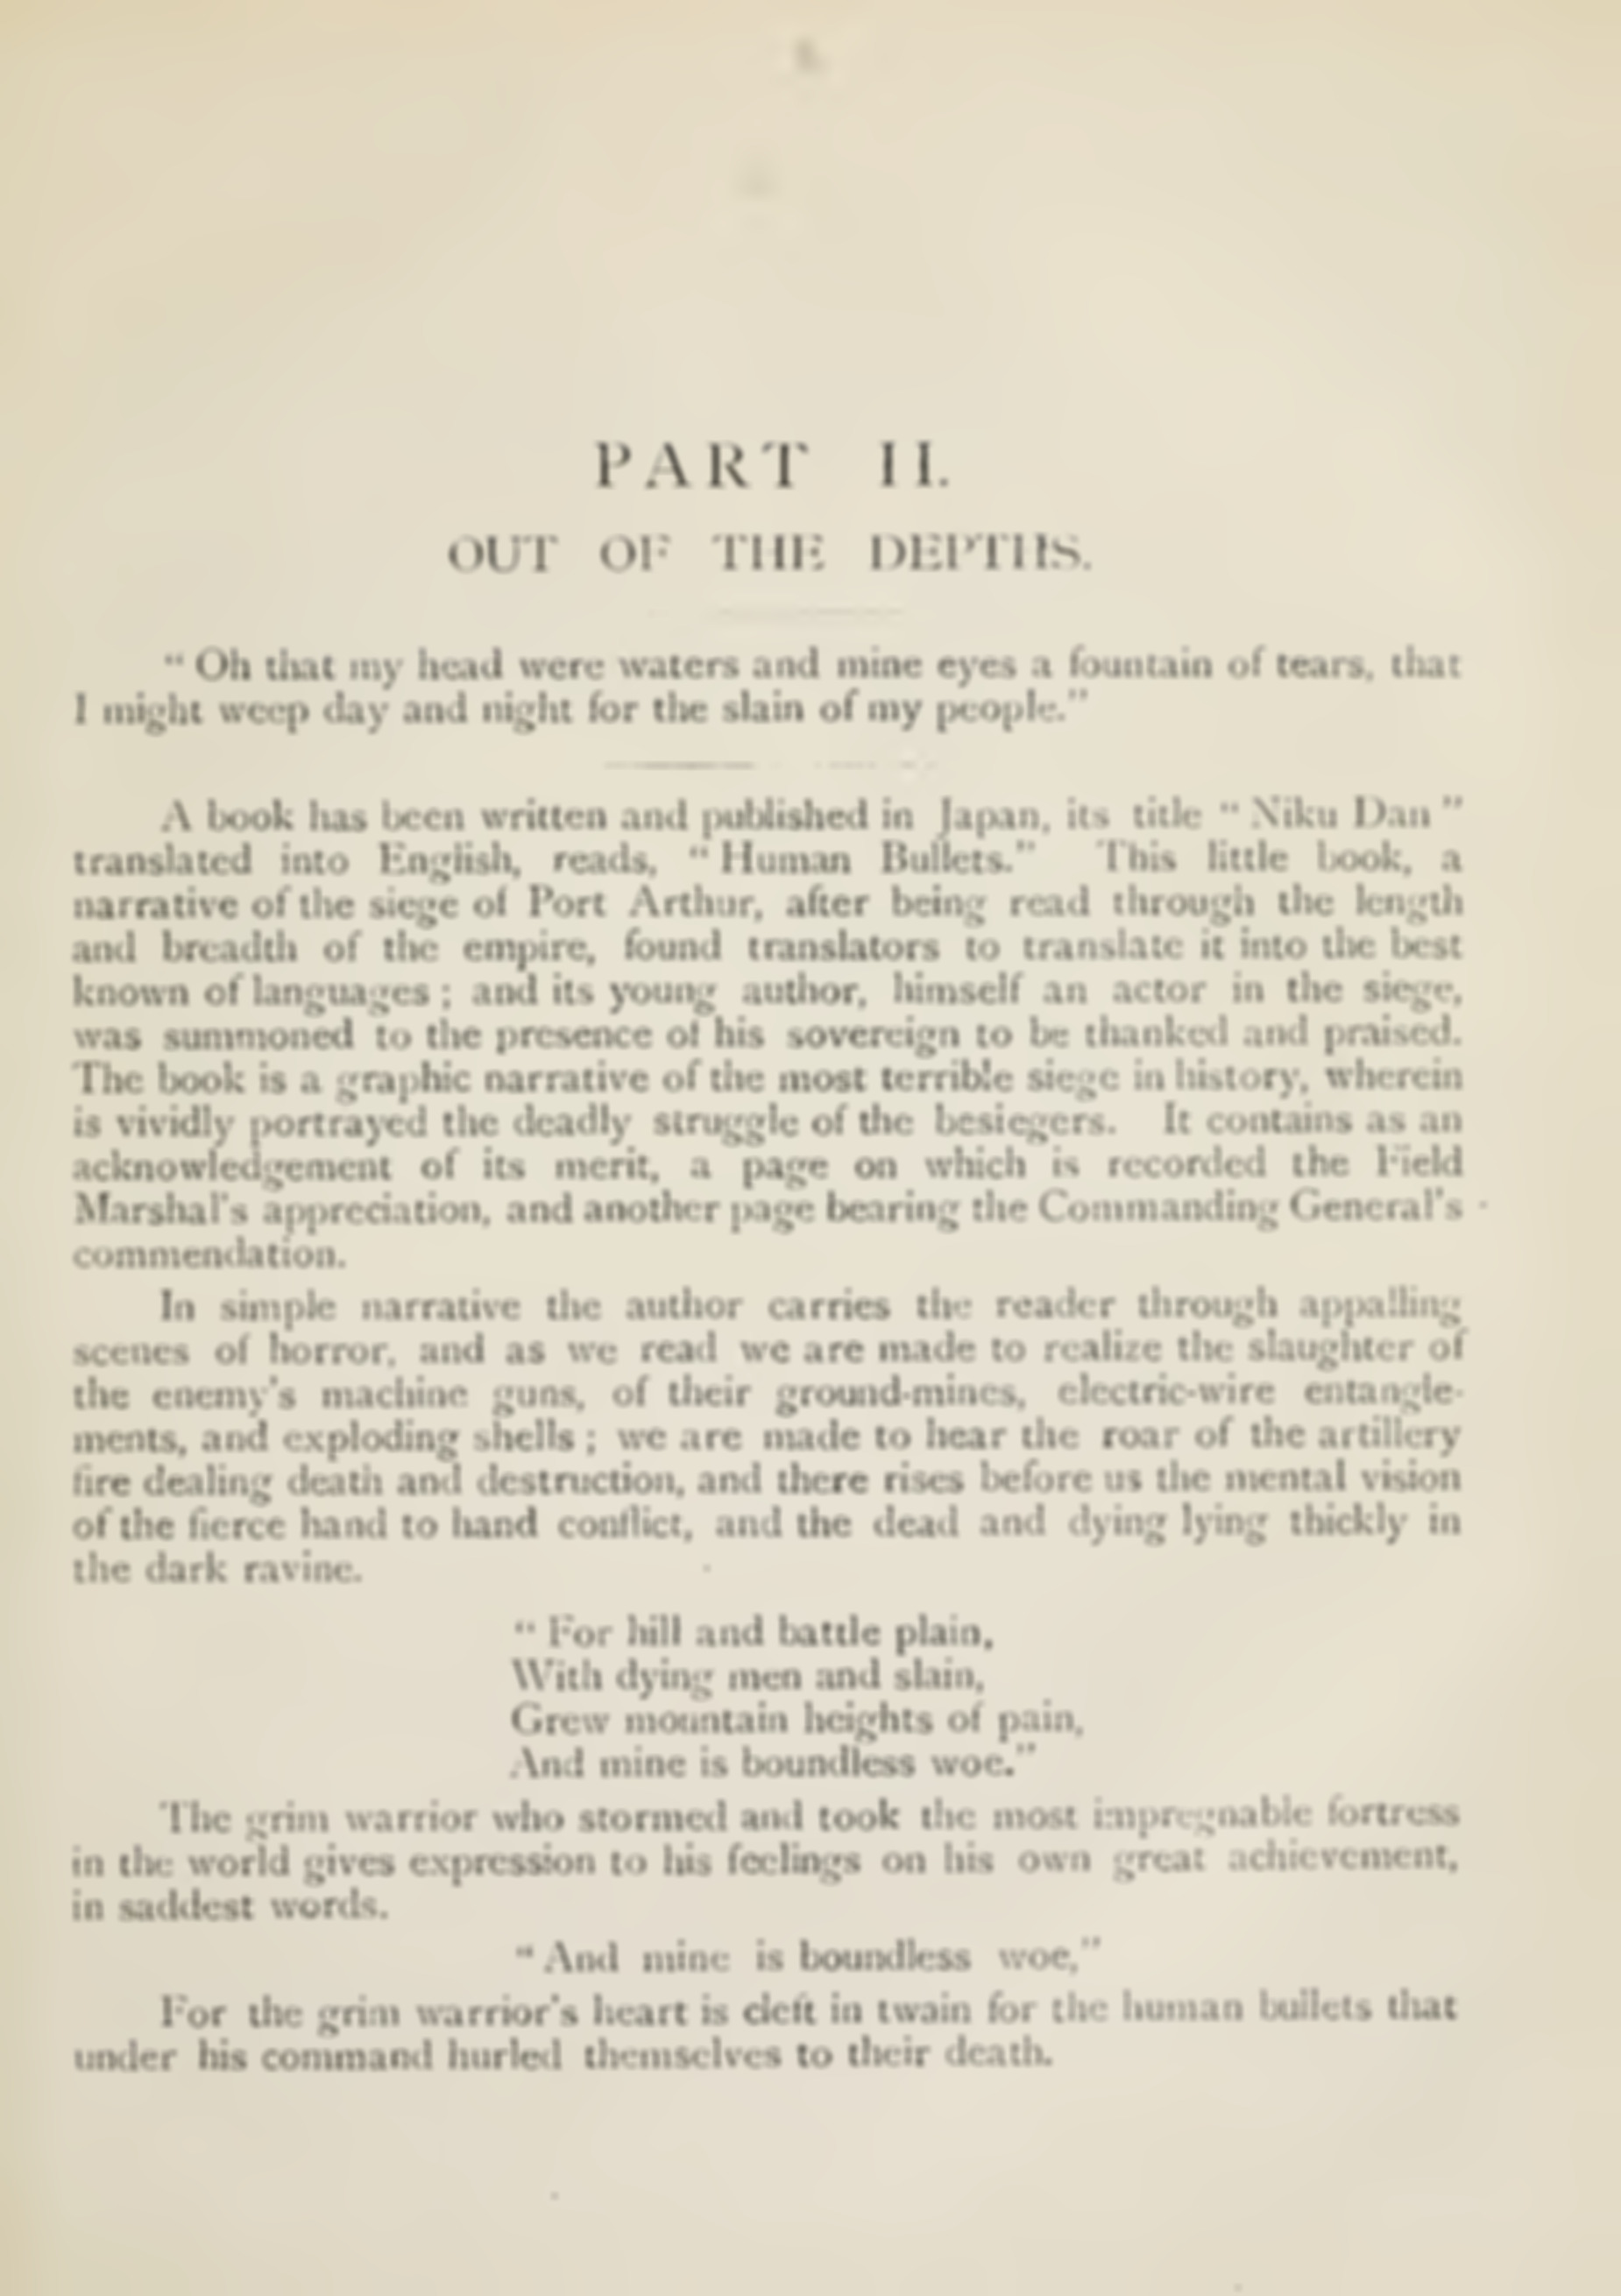 PART II.
OUT OF THE DEPTHS.
“ Oh that my head were waters and mine eyes a fountain of tears, that
I might weep day and night for the slain of my people.”
A book has been written and published in Japan, its title “ Niku Dan ”
translated into English, reads, “ Human Bullets.” This little book, a
narrative of the siege of Port Arthur, after being read through the length
and breadth of the empire, found translators to translate it into the best
known of languages ; and its young author, himself an actor in the siege,
was summoned to the presence of his sovereign to be thanked and praised.
The book is a graphic narrative of the most terrible siege in history, wherein
is vividly portrayed the deadly struggle of the besiegers. It contains as an
acknowledgement of its merit, a page on which is recorded the Field
Marshal’s appreciation, and another page bearing the Commanding General’s
commendation.
In simple narrative the author carries the reader through appalling
scenes of horror, and as we read we are made to realize the slaughter of
the enemy’s machine guns, of their ground-mines, electric-wire entangle-
ments, and exploding shells ; we are made to hear the roar of the artillery
fire dealing death and destruction, and there rises before us the mental vision
of the fierce hand to hand conflict, and the dead and dying lying thickly in
the dark ravine.
“ For hill and battle plain,
With dying men and slain,
Grew mountain heights of pain,
And mine is boundless woe.”
The grim warrior who stormed and took the most impregnable fortress
in the world gives expression to his feelings on his own great achievement,
in saddest words.
“ And mine is boundless woe,”
For the grim warrior’s heart is cleft in twain for the human bullets that
under his command hurled themselves to their death.